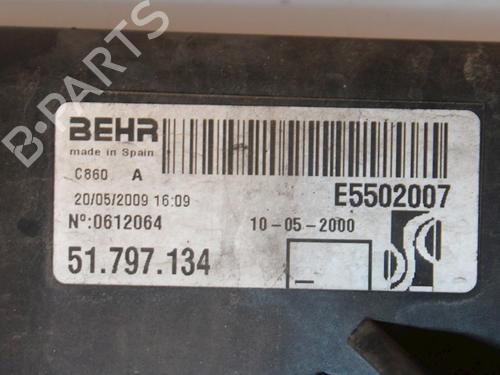 B-PARTS
BEHR
made in Spain
C860 A
20/05/2009 16:09
E5502007
Nº:0612064
10-05-2000
51.797.134